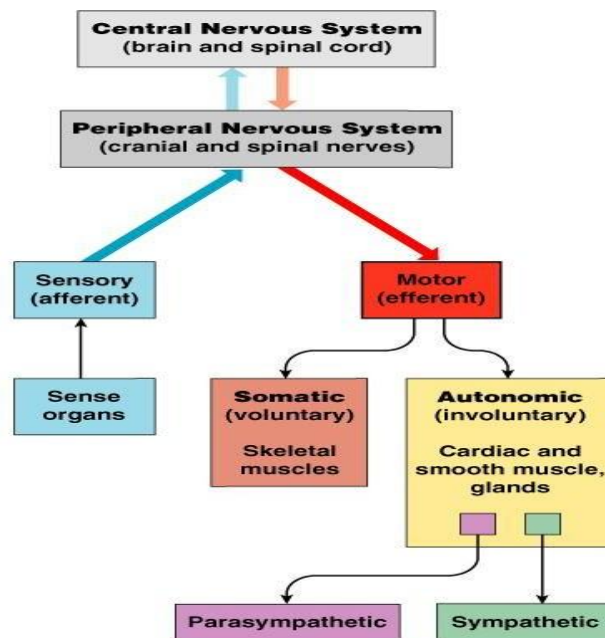 Central Nervous System
(brain and spinal cord)
Peripheral Nervous System
(cranial and spinal nerves)
Sensory
(afferent)
Motor
(efferent)
Sense
organs
Somatic
(voluntary)
Skeletal
muscles
Autonomic
(involuntary)
Cardiac and
smooth muscle,
glands
Parasympathetic
Sympathetic